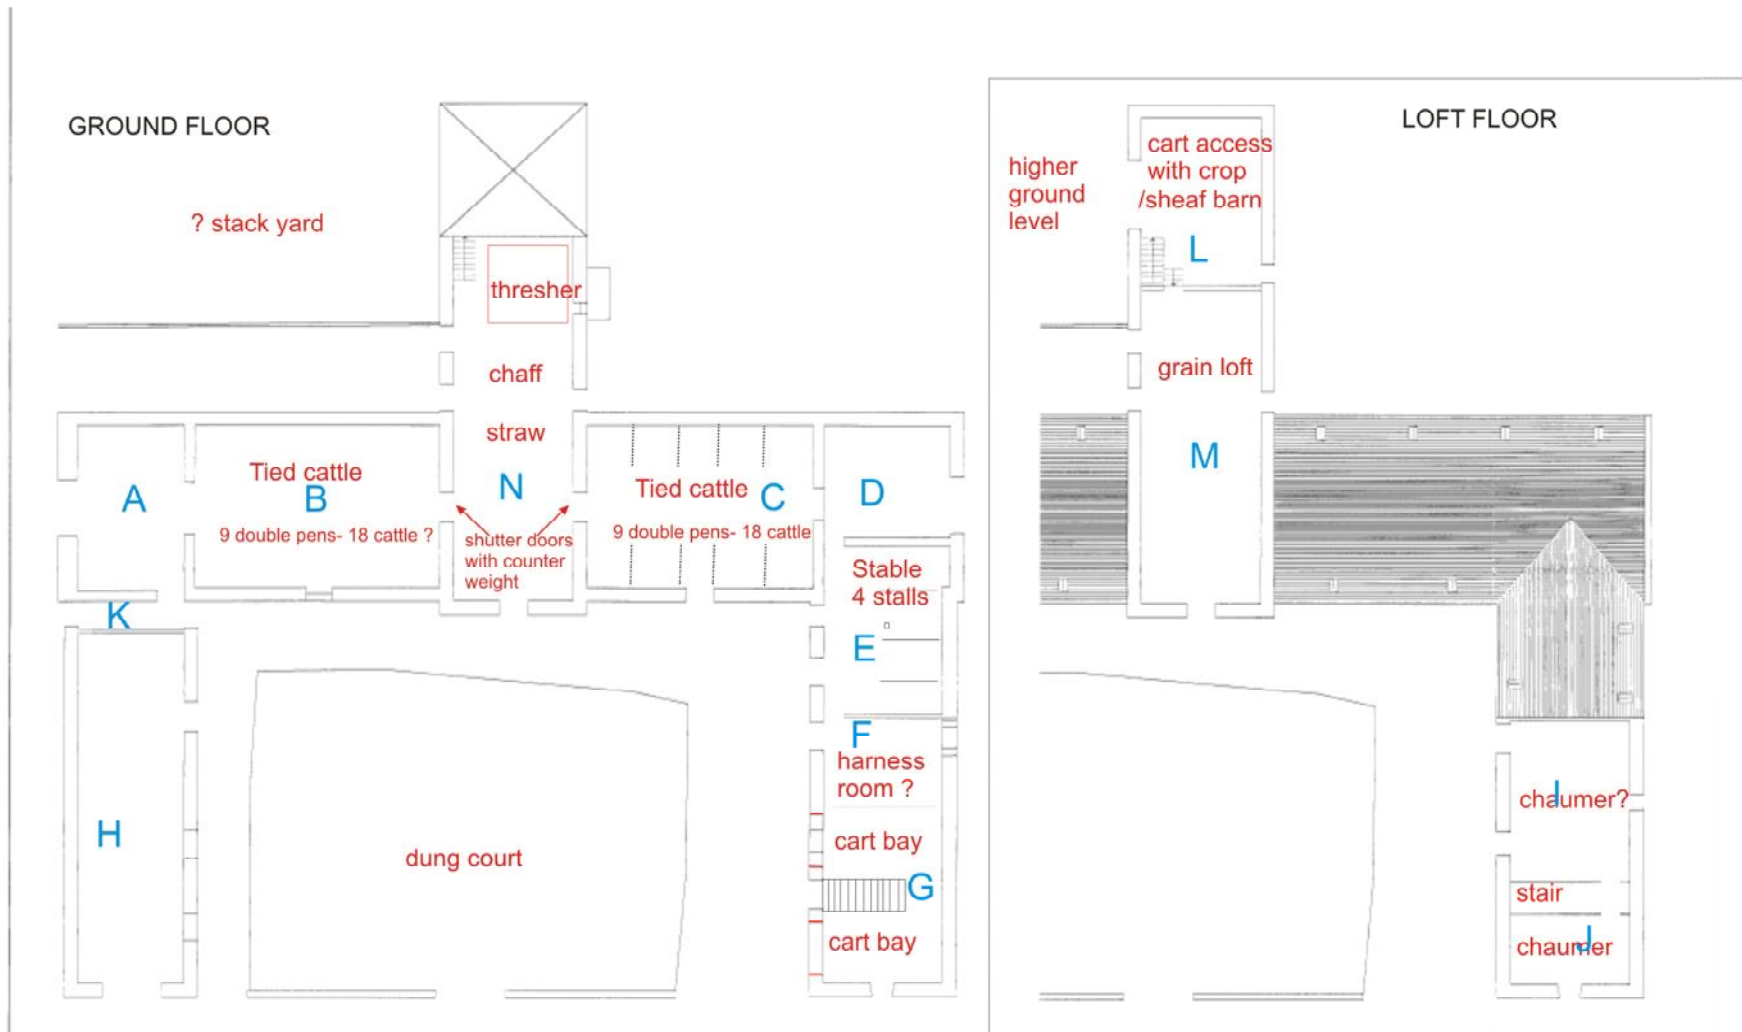 GROUND FLOOR
? stack yard
thresher
chaff
straw
A
Tied cattle
B
9 double pens- 18 cattle ?
N
shutter doors
with counter
weight
Tied cattle
C
9 double pens- 18 cattle
D
Stable
4 stalls
K
E
F
harness
room ?
H
cart bay
dung court
G
cart bay
LOFT FLOOR
higher
ground
level
cart access
with crop
/sheaf barn
L
grain loft
M
I
chaumer?
stair
J
chaumer